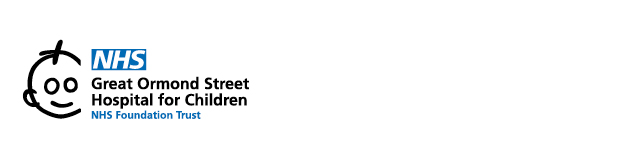 NHS
Great Ormond Street
Hospital for Children
NHS Foundation Trust